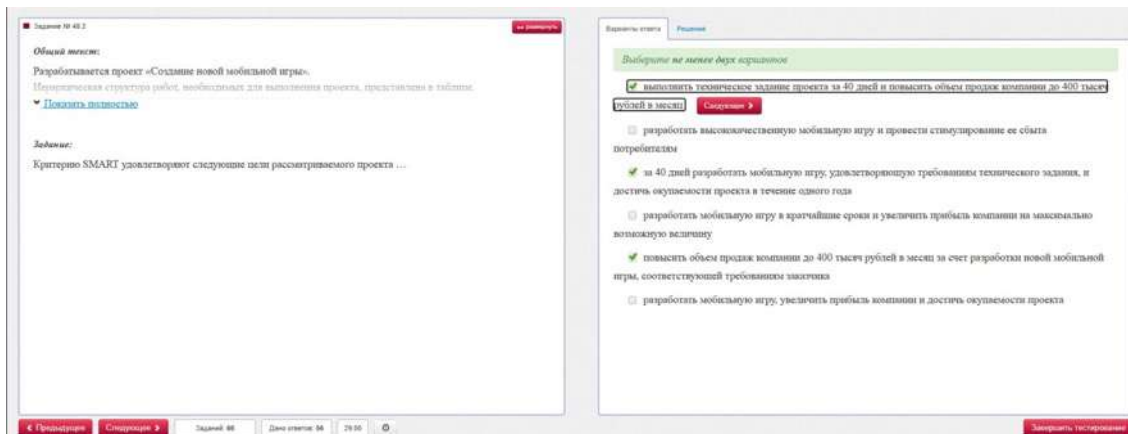 Задание № 48.2
развернуть
Общий текст:
Разрабатывается проект «Создание новой мобильной игры».
Иерархическая структура работ, необходимых для выполнения проекта, представлена в таблице.
Показать полностью
Задание:
Критерию SMART удовлетворяют следующие цели рассматриваемого проекта …
Варианты ответа
Решение
Выберите не менее двух вариантов
выполнить техническое задание проекта за 40 дней и повысить объем продаж компании до 400 тысяч
рублей в месяц
Следующее
разработать высококачественную мобильную игру и провести стимулирование ее сбыта
потребителям
за 40 дней разработать мобильную игру, удовлетворяющую требованиям технического задания, и
достичь окупаемости проекта в течение одного года
разработать мобильную игру в кратчайшие сроки и увеличить прибыль компании на максимально
возможную величину
повысить объем продаж компании до 400 тысяч рублей в месяц за счет разработки новой мобильной
игры, соответствующей требованиям заказчика
разработать мобильную игру, увеличить прибыль компании и достичь окупаемости проекта
Предыдущее
Следующее
Заданий:
Дано ответов:
Завершить тестирование